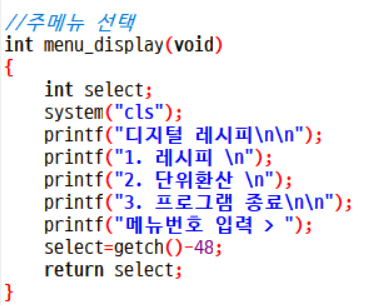 //주메뉴 선택
int menu_display(void)
{
    int select;
    system("cls");
    printf("디지털 레시피\n\n");
    printf("1. 레시피 \n");
    printf("2. 단위환산 \n");
    printf("3. 프로그램 종료\n\n");
    printf("메뉴번호 입력 > ");
    select=getch()-48;
    return select;
}